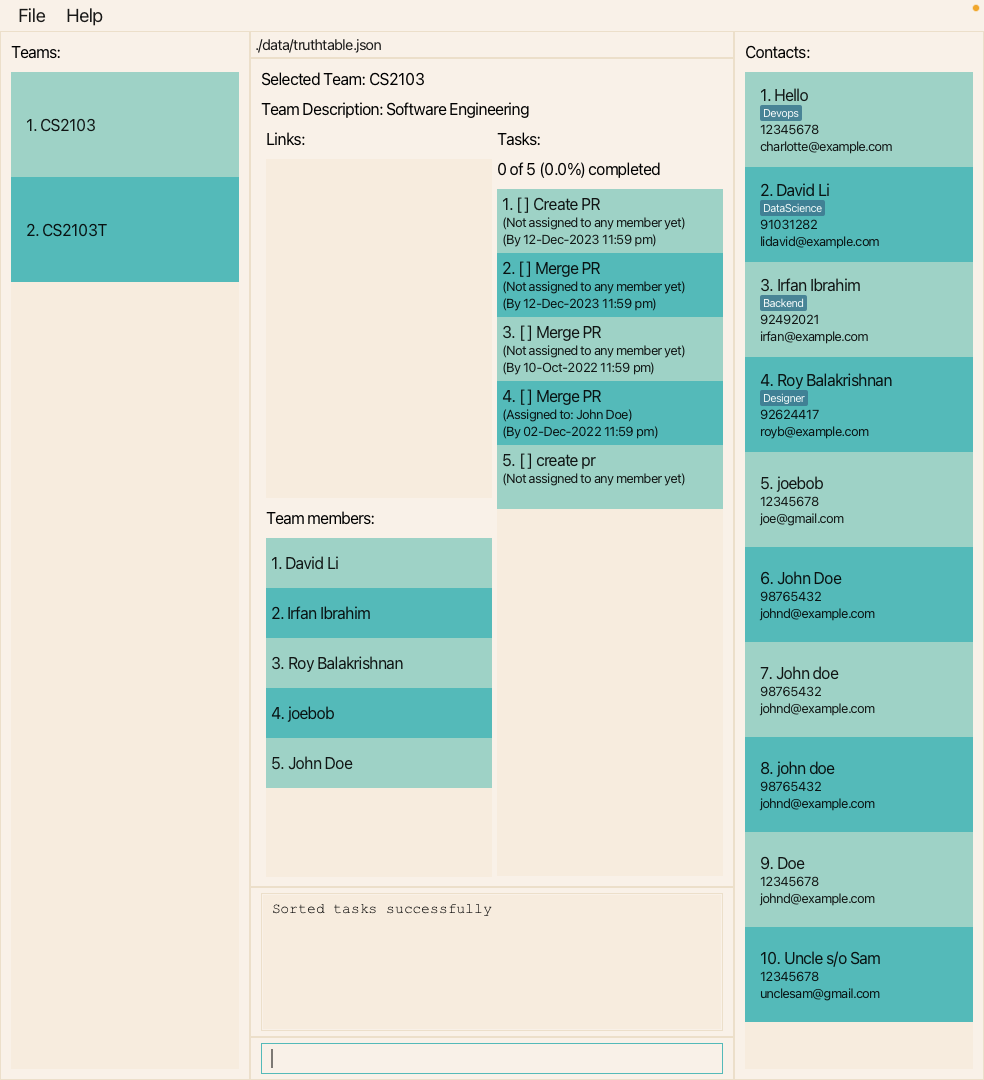 File Help
Teams:
1. CS2103
2. CS2103T
./data/truthtable.json
Selected Team: CS2103
Team Description: Software Engineering
Links:
Team members:
1. David Li
2. Irfan Ibrahim
3. Roy Balakrishnan
4. joebob
5. John Doe
Tasks:
0 of 5 (0.0%) completed
1. [ ] Create PR
(Not assigned to any member yet)
(By 12-Dec-2023 11:59 pm)
2. [ ] Merge PR
(Not assigned to any member yet)
(By 12-Dec-2023 11:59 pm)
3. [ ] Merge PR
(Not assigned to any member yet)
(By 10-Oct-2022 11:59 pm)
4. [ ] Merge PR
(Assigned to: John Doe)
(By 02-Dec-2022 11:59 pm)
5. [ ] create pr
(Not assigned to any member yet)
Sorted tasks successfully
Contacts:
1. Hello
Devops
12345678
charlotte@example.com
2. David Li
DataScience
91031282
lidavid@example.com
3. Irfan Ibrahim
Backend
92492021
irfan@example.com
4. Roy Balakrishnan
Designer
92624417
royb@example.com
5. joebob
12345678
joe@gmail.com
6. John Doe
98765432
johnd@example.com
7. John doe
98765432
johnd@example.com
8. john doe
98765432
johnd@example.com
9. Doe
12345678
johnd@example.com
10. Uncle s/o Sam
12345678
unclesam@gmail.com